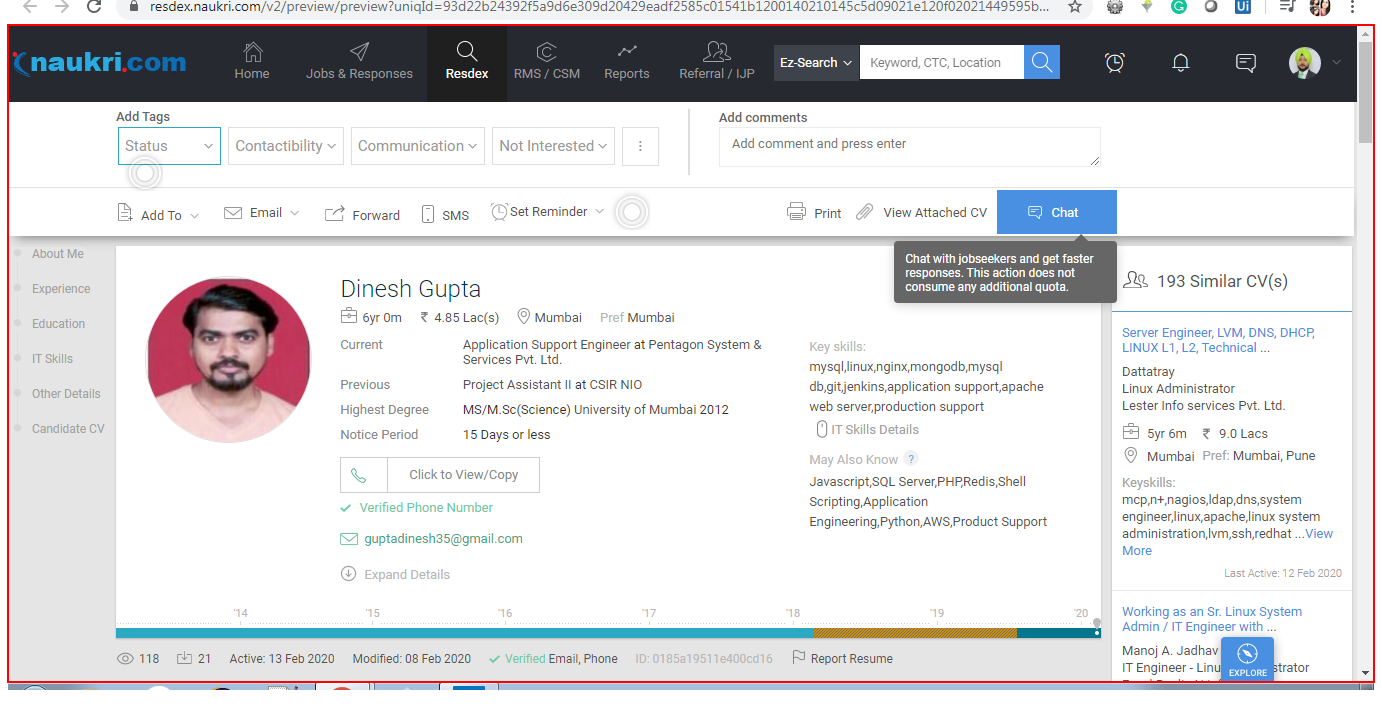 resdex.naukri.com/v2/preview/preview?uniqId=93d22b24392f5a9d6e309d20429eadf2585c01541b1200140210145c5d09021e120f02021449595b...
naukri.com
Home
Jobs & Responses
Resdex
RMS / CSM
Reports
Referral / IJP
Ez-Search
Keyword, CTC, Location
Add Tags
Add comments
Status
Contactibility
Communication
Not Interested
Add comment and press enter
Add To
Email
Forward
SMS
Set Reminder
Print
View Attached CV
Chat
Chat with jobseekers and get faster
responses. This action does not
consume any additional quota.
About Me
Experience
Education
IT Skills
Other Details
Candidate CV
Dinesh Gupta
6yr 0m ₹ 4.85 Lac(s) Mumbai Pref Mumbai
Current Application Support Engineer at Pentagon System &
Services Pvt. Ltd.
Previous Project Assistant II at CSIR NIO
Highest Degree MS/M.Sc(Science) University of Mumbai 2012
Notice Period 15 Days or less
Click to View/Copy
Verified Phone Number
guptadinesh35@gmail.com
Expand Details
Key skills:
mysql,linux,nginx,mongodb,mysql
db,git,jenkins,application support,apache
web server,production support
IT Skills Details
May Also Know ?
Javascript,SQL Server,PHP,Redis,Shell
Scripting,Application
Engineering,Python,AWS,Product Support
'14 '15 '16 '17 '18 '19 '20
118 21 Active: 13 Feb 2020 Modified: 08 Feb 2020 Verified Email, Phone ID: 0185a19511e400cd16 Report Resume
193 Similar CV(s)
Server Engineer, LVM, DNS, DHCP,
LINUX L1, L2, Technical ...
Dattatray
Linux Administrator
Lester Info services Pvt. Ltd.
5yr 6m ₹ 9.0 Lacs
Mumbai Pref: Mumbai, Pune
Keyskills:
mcp,n+,nagios,ldap,dns,system
engineer,linux,apache,linux system
administration,lvm,ssh,redhat ...View
More
Last Active: 12 Feb 2020
Working as an Sr. Linux System
Admin / IT Engineer with ...
Manoj A. Jadhav
IT Engineer - Linu
EXPLORE